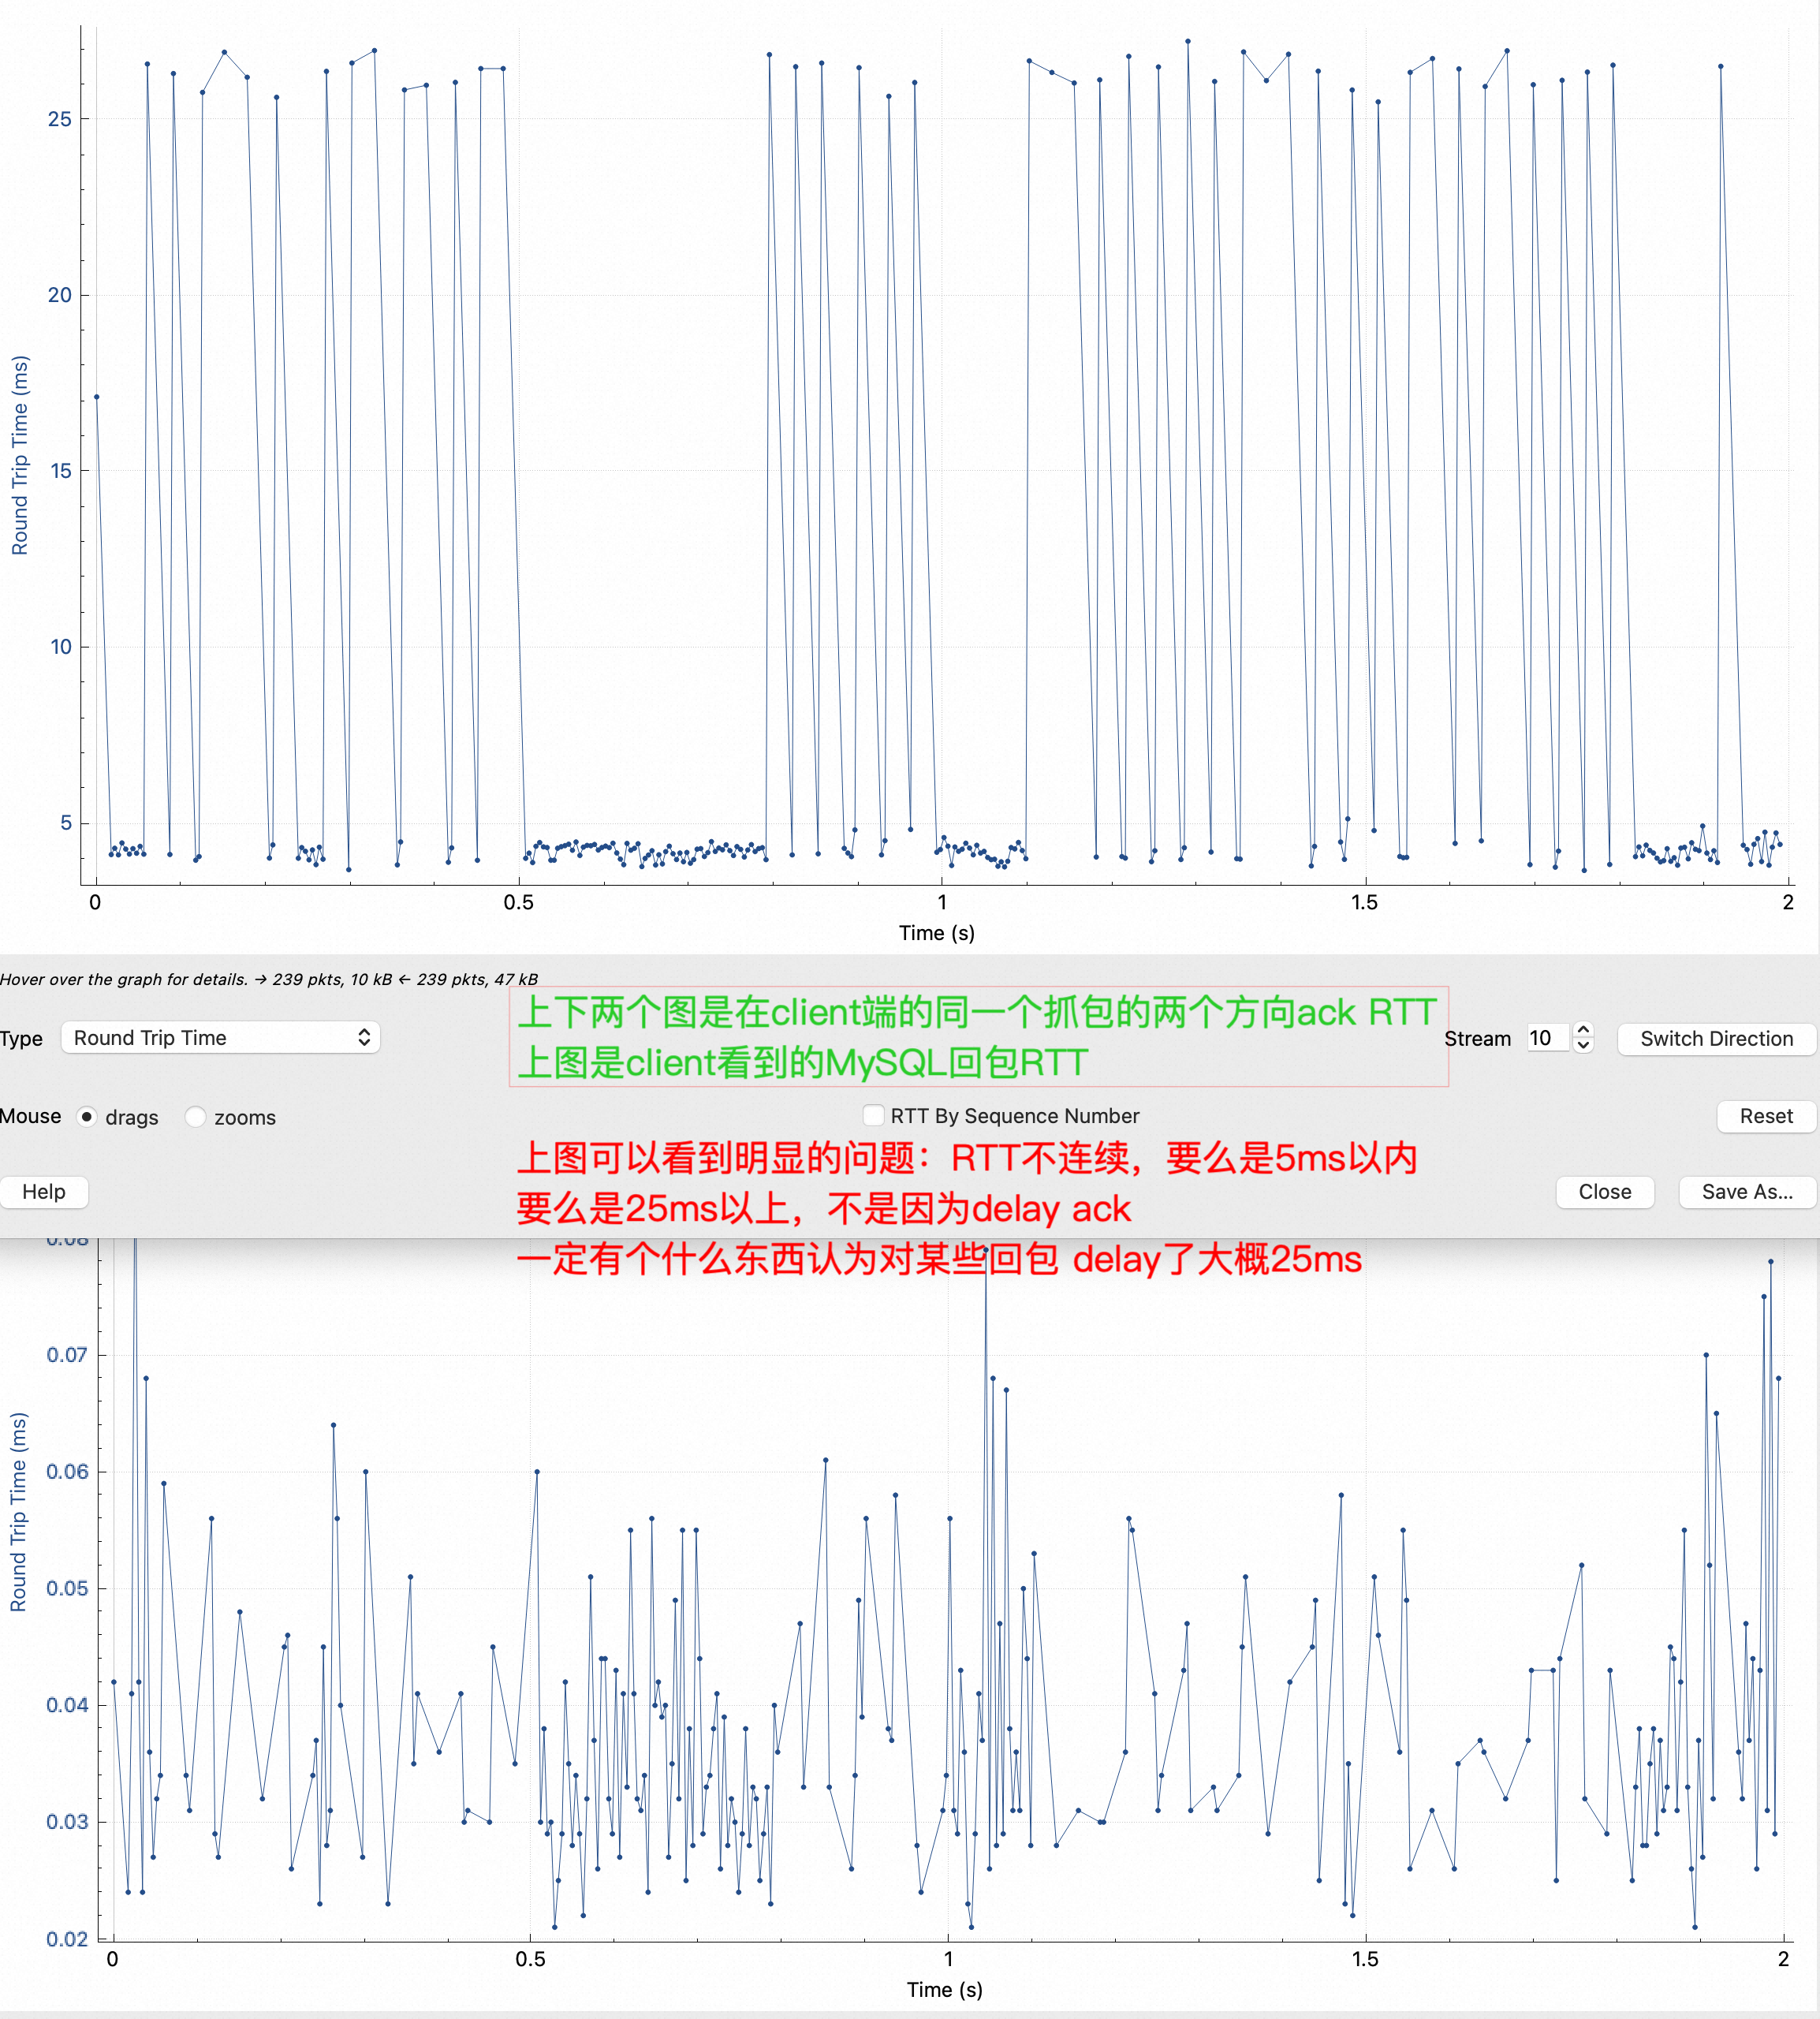 25
20
15
10
5
Round Trip Time (ms)
0
0.5
1
1.5
2
Time (s)
Hover over the graph for details. → 239 pkts, 10 kB ← 239 pkts, 47 kB
上下两个图是在client端的同一个抓包的两个方向ack RTT
上图是client看到的MySQL回包RTT
Type
Round Trip Time
Stream
10
Switch Direction
Mouse
drags
zooms
RTT By Sequence Number
Reset
上图可以看到明显的问题：RTT不连续，要么是5ms以内
要么是25ms以上，不是因为delay ack
一定有个什么东西认为对某些回包 delay了大概25ms
Help
Close
Save As...
0.08
0.07
0.06
0.05
0.04
0.03
0.02
Round Trip Time (ms)
0
0.5
1
1.5
2
Time (s)